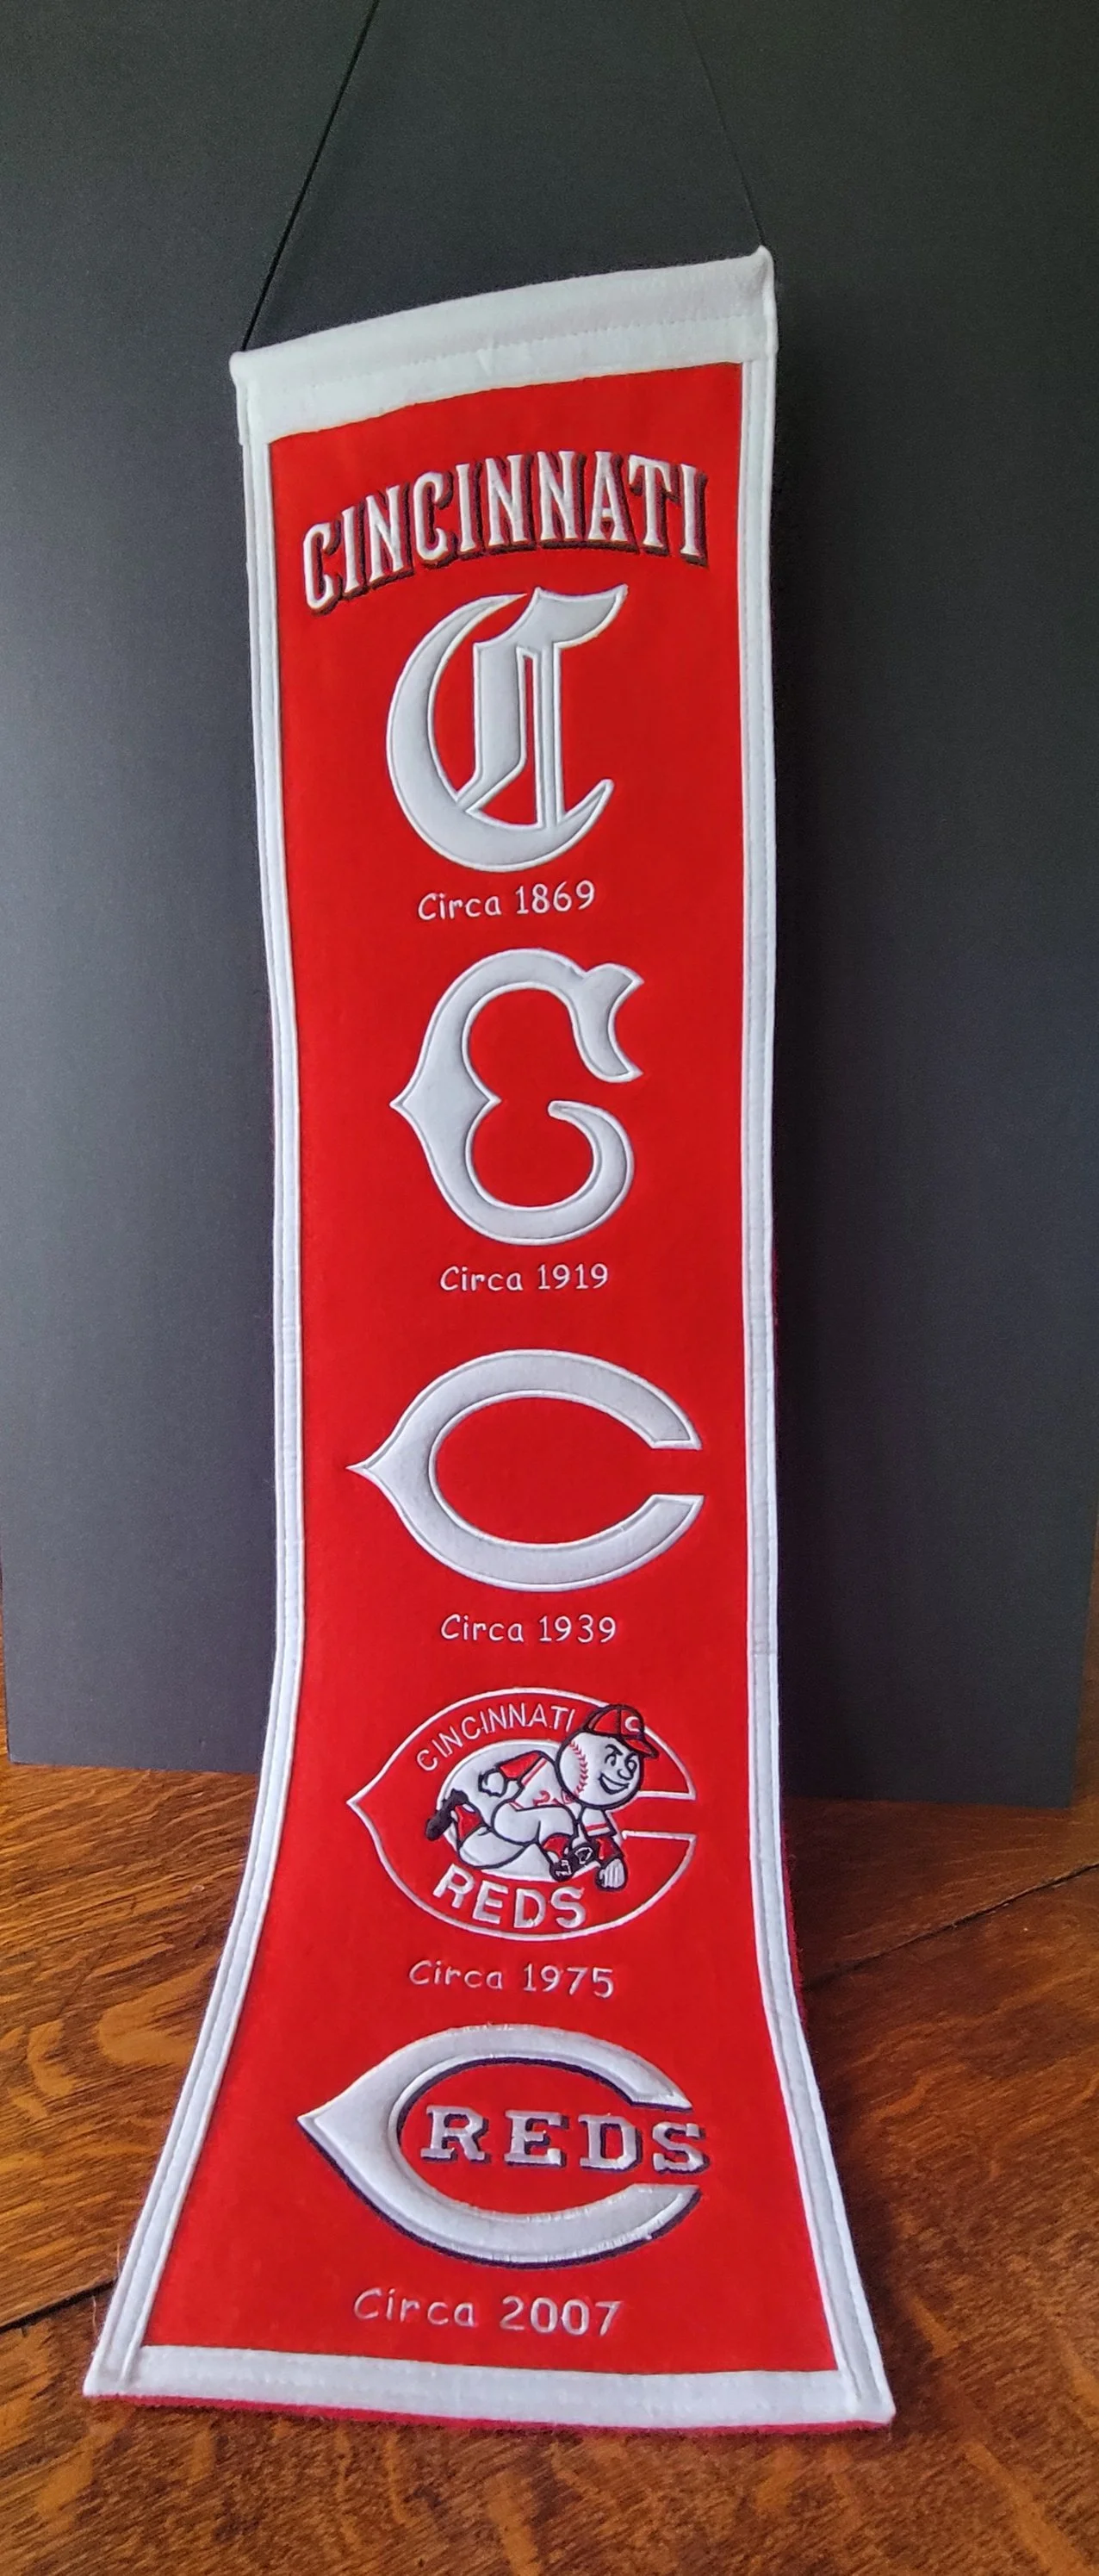 CINCINNATI
C
Circa 1869
C
Circa 1919
C
Circa 1939
CINCINNATI
C
REDS
Circa 1975
C REDS
Circa 2007